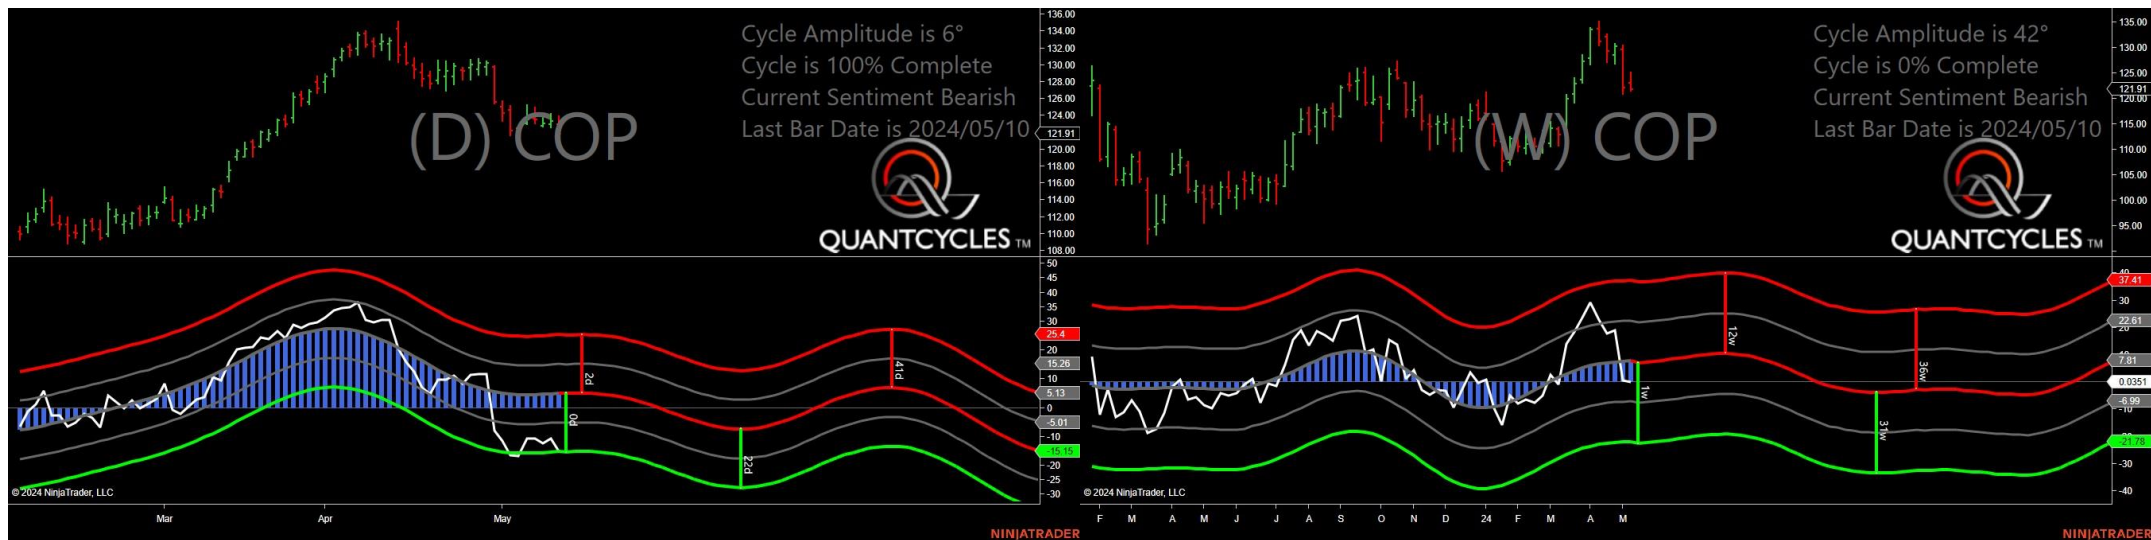 Cycle Amplitude is 6°
Cycle is 100% Complete
Current Sentiment Bearish
Last Bar Date is 2024/05/10
(D) COP
QUANTCYCLES TM
136.00
134.00
132.00
130.00
128.00
126.00
124.00
121.91
120.00
118.00
116.00
114.00
112.00
110.00
108.00
50
45
40
35
30
25.4
20
15.26
10
5.13
0
-5.01
-10
-15.15
-20
-25
-30
2d
0d
22d
41d
© 2024 NinjaTrader, LLC
Mar
Apr
May
NINJATRADER
Cycle Amplitude is 42°
Cycle is 0% Complete
Current Sentiment Bearish
Last Bar Date is 2024/05/10
(W) COP
QUANTCYCLES TM
135.00
130.00
125.00
121.91
120.00
115.00
110.00
105.00
100.00
95.00
37.41
30
22.61
7.81
0.0351
-6.99
-10
-21.78
-30
-40
12w
1w
31w
36w
© 2024 NinjaTrader, LLC
F M A M J J A S O N D 24 F M A M
NINJATRADER